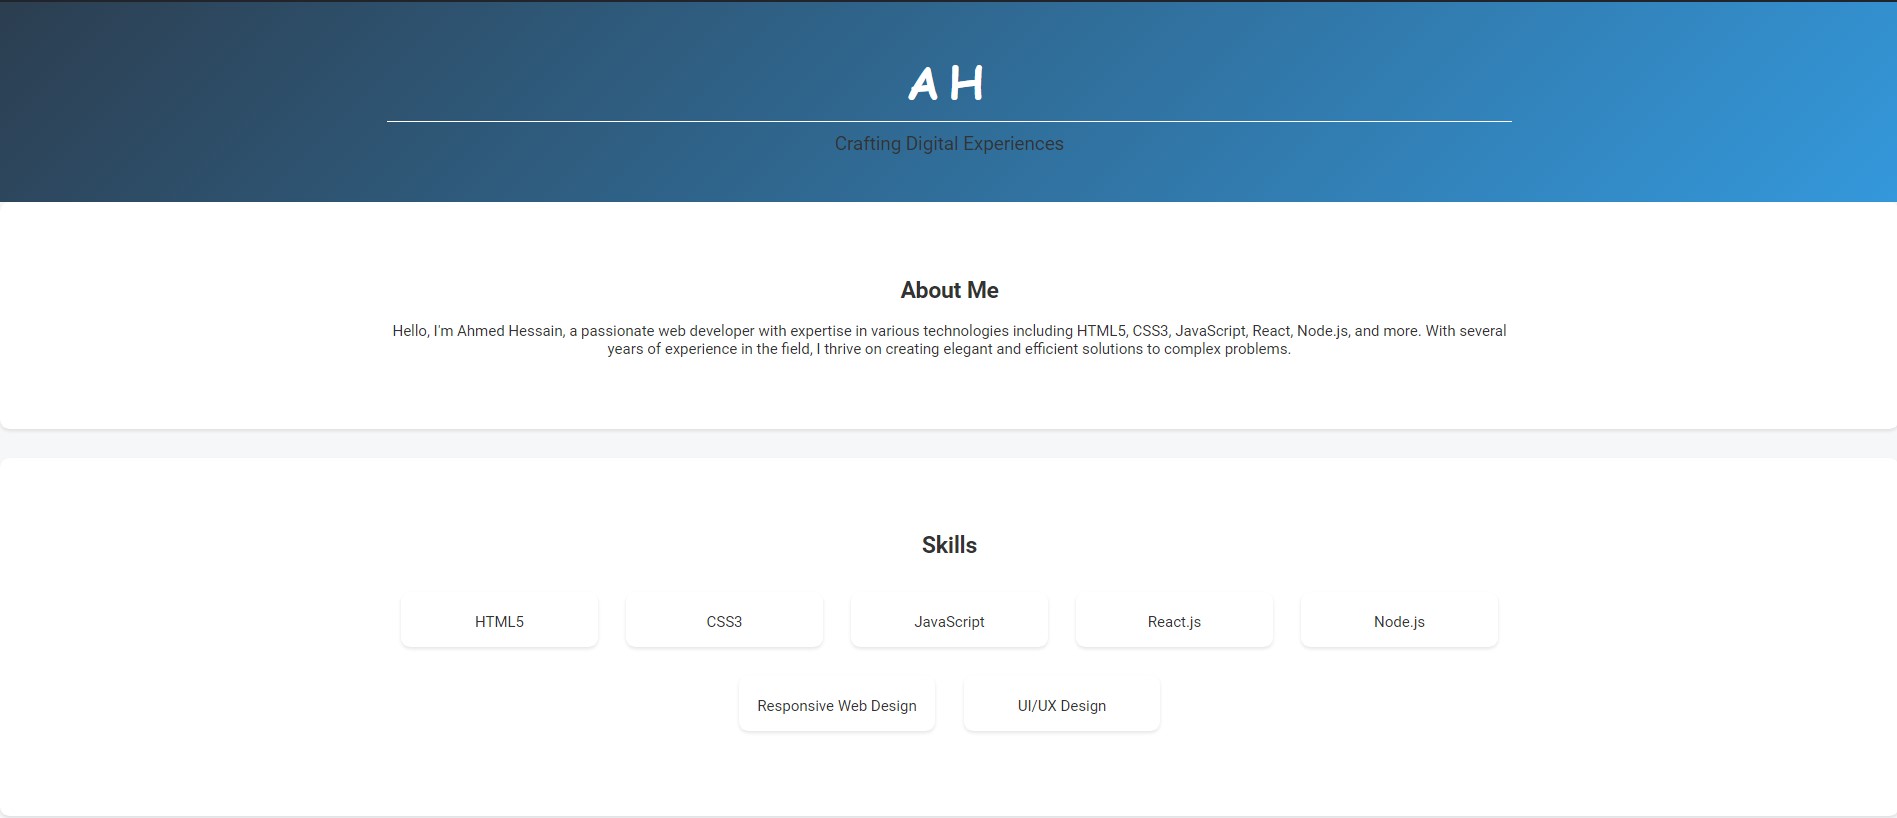 A H
Crafting Digital Experiences
About Me
Hello, I'm Ahmed Hessain, a passionate web developer with expertise in various technologies including HTML5, CSS3, JavaScript, React, Node.js, and more. With several
years of experience in the field, I thrive on creating elegant and efficient solutions to complex problems.
Skills
HTML5
CSS3
JavaScript
React.js
Node.js
Responsive Web Design
UI/UX Design